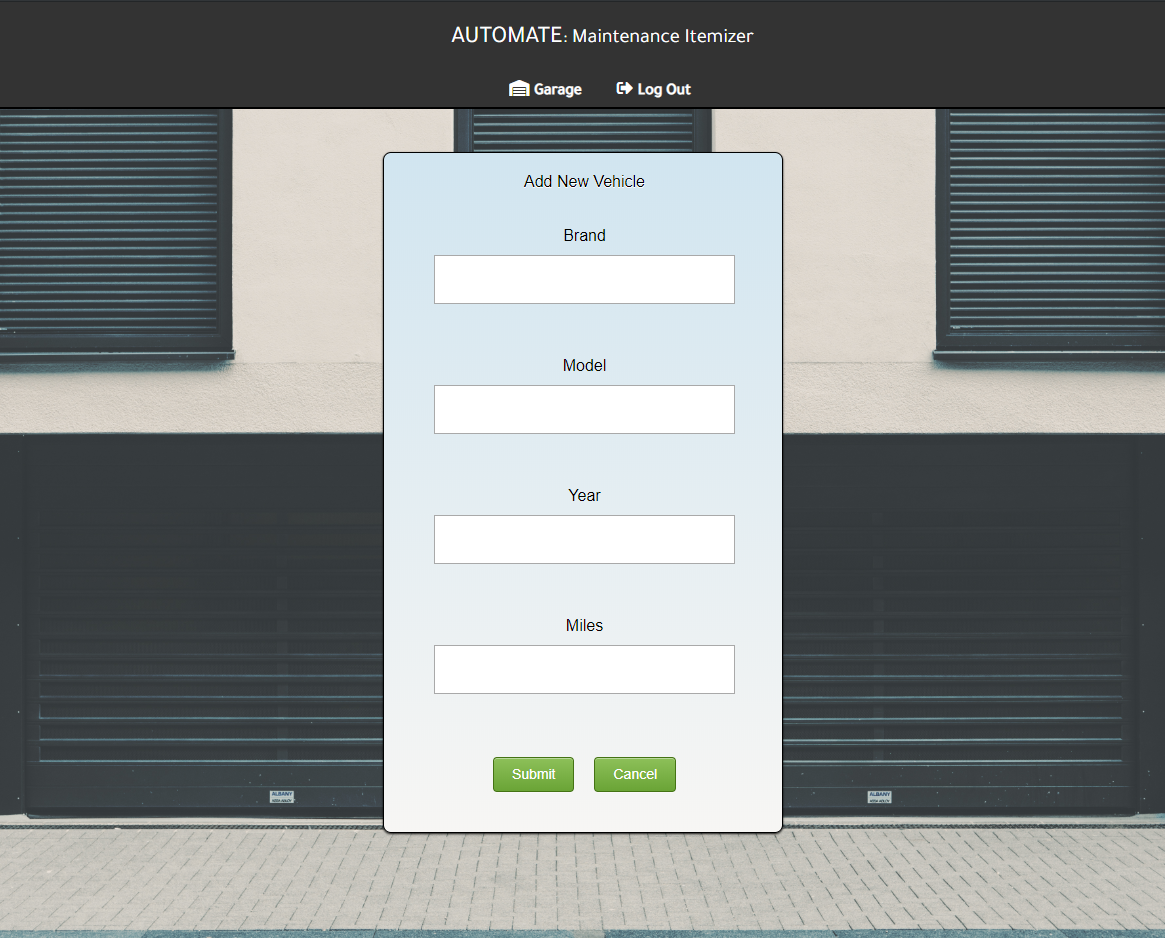 AUTOMATE: Maintenance Itemizer
Garage
Log Out
Add New Vehicle
Brand
Model
Year
Miles
Submit
Cancel
ALBANY
ALBANY